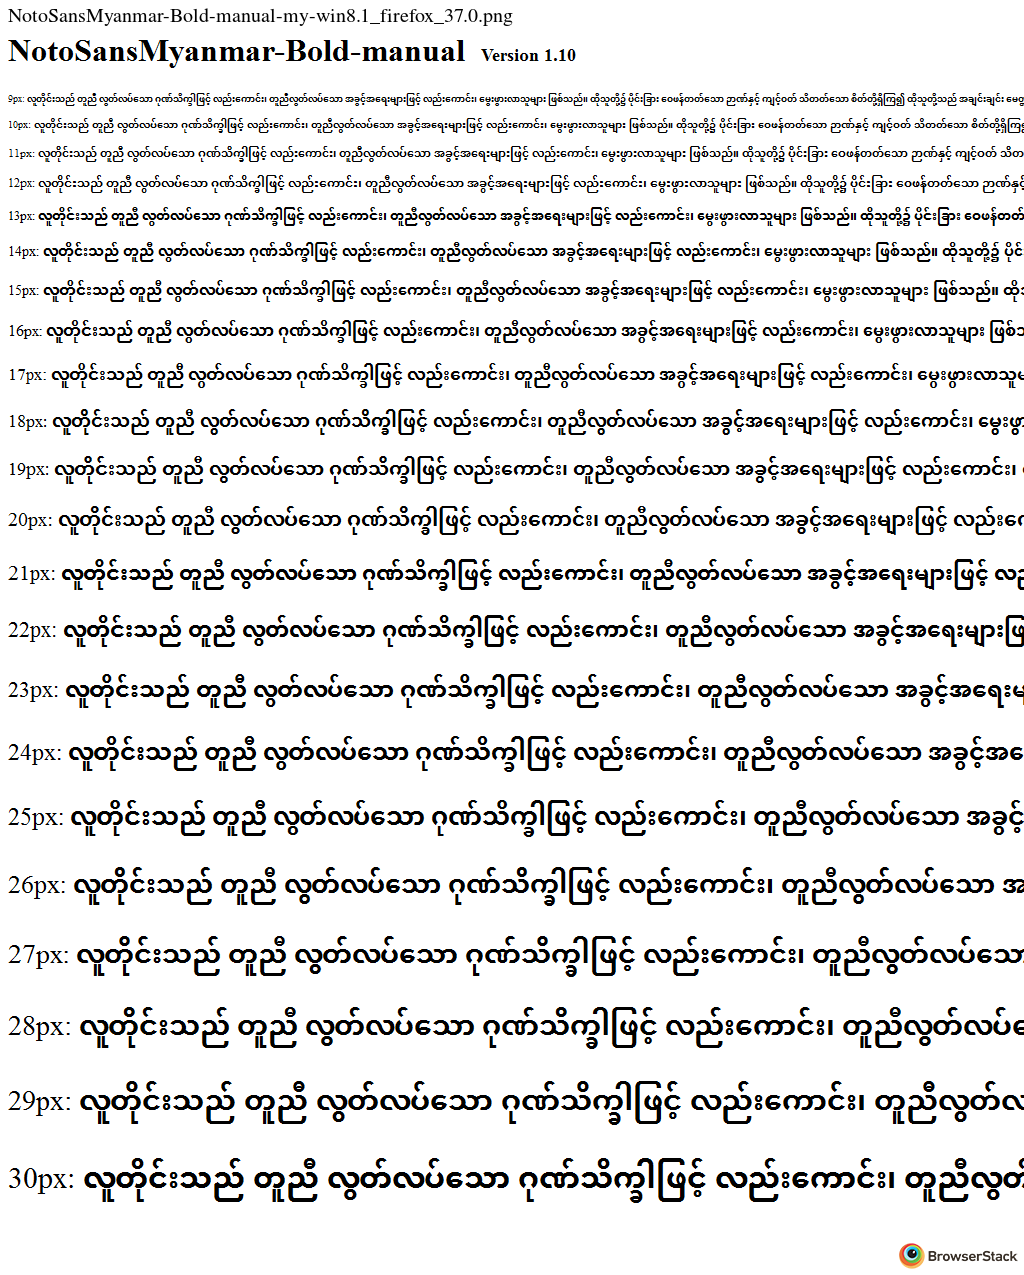 NotoSansMyanmar-Bold-manual-my-win8.1_firefox_37.0.png
NotoSansMyanmar-Bold-manual Version 1.10
9px: လူတိုင်းသည် တူညီ လွတ်လပ်သော ဂုဏ်သိက္ခါဖြင့် လည်းကောင်း၊ တူညီလွတ်လပ်သော အခွင့်အရေးများဖြင့် လည်းကောင်း၊ မွေးဖွားလာသူများ ဖြစ်သည်။ ထိုသူတို့၌ ပိုင်းခြား ဝေဖန်တတ်သော ဉာဏ်နှင့် ကျင့်ဝတ် သိတတ်သော စိတ်တို့ရှိကြ၍ ထိုသူတို့သည် အချင်းချင်း
10px: လူတိုင်းသည် တူညီ လွတ်လပ်သော ဂုဏ်သိက္ခါဖြင့် လည်းကောင်း၊ တူညီလွတ်လပ်သော အခွင့်အရေးများဖြင့် လည်းကောင်း၊ မွေးဖွားလာသူများ ဖြစ်သည်။ ထိုသူတို့၌ ပိုင်းခြား ဝေဖန်တတ်သော ဉာဏ်နှင့် ကျင့်ဝတ် သိတတ်သော
11px: လူတိုင်းသည် တူညီ လွတ်လပ်သော ဂုဏ်သိက္ခါဖြင့် လည်းကောင်း၊ တူညီလွတ်လပ်သော အခွင့်အရေးများဖြင့် လည်းကောင်း၊ မွေးဖွားလာသူများ ဖြစ်သည်။ ထိုသူတို့၌ ပိုင်းခြား ဝေဖန်တတ်သော ဉာဏ်နှင့် ကျင့်ဝတ် သိတ
12px: လူတိုင်းသည် တူညီ လွတ်လပ်သော ဂုဏ်သိက္ခါဖြင့် လည်းကောင်း၊ တူညီလွတ်လပ်သော အခွင့်အရေးများဖြင့် လည်းကောင်း၊ မွေးဖွားလာသူများ ဖြစ်သည်။ ထိုသူတို့၌ ပိုင်းခြား ဝေဖန်တတ်သော ဉာဏ်နှင့်
13px: လူတိုင်းသည် တူညီ လွတ်လပ်သော ဂုဏ်သိက္ခါဖြင့် လည်းကောင်း၊ တူညီလွတ်လပ်သော အခွင့်အရေးများဖြင့် လည်းကောင်း၊ မွေးဖွားလာသူများ ဖြစ်သည်။ ထိုသူတို့၌ ပိုင်းခြား ဝေဖန်တတ်
14px: လူတိုင်းသည် တူညီ လွတ်လပ်သော ဂုဏ်သိက္ခါဖြင့် လည်းကောင်း၊ တူညီလွတ်လပ်သော အခွင့်အရေးများဖြင့် လည်းကောင်း၊ မွေးဖွားလာသူများ ဖြစ်သည်။ ထိုသူတို့၌ ပိုင်
15px: လူတိုင်းသည် တူညီ လွတ်လပ်သော ဂုဏ်သိက္ခါဖြင့် လည်းကောင်း၊ တူညီလွတ်လပ်သော အခွင့်အရေးများဖြင့် လည်းကောင်း၊ မွေးဖွားလာသူများ ဖြစ်သည်။ ထို
16px: လူတိုင်းသည် တူညီ လွတ်လပ်သော ဂုဏ်သိက္ခါဖြင့် လည်းကောင်း၊ တူညီလွတ်လပ်သော အခွင့်အရေးများဖြင့် လည်းကောင်း၊ မွေးဖွားလာသူများ ဖြစ်
17px: လူတိုင်းသည် တူညီ လွတ်လပ်သော ဂုဏ်သိက္ခါဖြင့် လည်းကောင်း၊ တူညီလွတ်လပ်သော အခွင့်အရေးများဖြင့် လည်းကောင်း၊ မွေးဖွားလာသူ
18px: လူတိုင်းသည် တူညီ လွတ်လပ်သော ဂုဏ်သိက္ခါဖြင့် လည်းကောင်း၊ တူညီလွတ်လပ်သော အခွင့်အရေးများဖြင့် လည်းကောင်း၊ မွေးဖွာ
19px: လူတိုင်းသည် တူညီ လွတ်လပ်သော ဂုဏ်သိက္ခါဖြင့် လည်းကောင်း၊ တူညီလွတ်လပ်သော အခွင့်အရေးများဖြင့် လည်းကောင်း၊
20px: လူတိုင်းသည် တူညီ လွတ်လပ်သော ဂုဏ်သိက္ခါဖြင့် လည်းကောင်း၊ တူညီလွတ်လပ်သော အခွင့်အရေးများဖြင့် လည်းကေ
21px: လူတိုင်းသည် တူညီ လွတ်လပ်သော ဂုဏ်သိက္ခါဖြင့် လည်းကောင်း၊ တူညီလွတ်လပ်သော အခွင့်အရေးများဖြင့် လည
22px: လူတိုင်းသည် တူညီ လွတ်လပ်သော ဂုဏ်သိက္ခါဖြင့် လည်းကောင်း၊ တူညီလွတ်လပ်သော အခွင့်အရေးများဖြ
23px: လူတိုင်းသည် တူညီ လွတ်လပ်သော ဂုဏ်သိက္ခါဖြင့် လည်းကောင်း၊ တူညီလွတ်လပ်သော အခွင့်အရေးမ
24px: လူတိုင်းသည် တူညီ လွတ်လပ်သော ဂုဏ်သိက္ခါဖြင့် လည်းကောင်း၊ တူညီလွတ်လပ်သော အခွင့်အ
25px: လူတိုင်းသည် တူညီ လွတ်လပ်သော ဂုဏ်သိက္ခါဖြင့် လည်းကောင်း၊ တူညီလွတ်လပ်သော အခွင့်
26px: လူတိုင်းသည် တူညီ လွတ်လပ်သော ဂုဏ်သိက္ခါဖြင့် လည်းကောင်း၊ တူညီလွတ်လပ်သော အ
27px: လူတိုင်းသည် တူညီ လွတ်လပ်သော ဂုဏ်သိက္ခါဖြင့် လည်းကောင်း၊ တူညီလွတ်လပ်သော
28px: လူတိုင်းသည် တူညီ လွတ်လပ်သော ဂုဏ်သိက္ခါဖြင့် လည်းကောင်း၊ တူညီလွတ်လပ်
29px: လူတိုင်းသည် တူညီ လွတ်လပ်သော ဂုဏ်သိက္ခါဖြင့် လည်းကောင်း၊ တူညီလွတ်လ
30px: လူတိုင်းသည် တူညီ လွတ်လပ်သော ဂုဏ်သိက္ခါဖြင့် လည်းကောင်း၊ တူညီလွတ်
BrowserStack